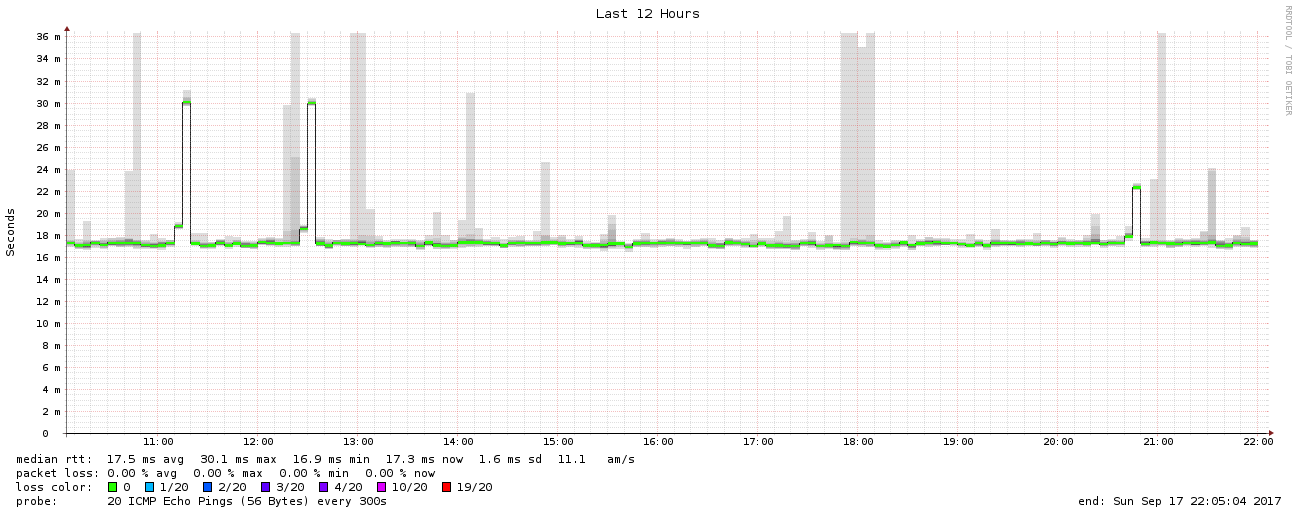 Last 12 Hours
RRDTOOL / TOBI OETIKER
Seconds
36 m
34 m
32 m
30 m
28 m
26 m
24 m
22 m
20 m
18 m
16 m
14 m
12 m
10 m
8 m
6 m
4 m
2 m
0
11:00 12:00 13:00 14:00 15:00 16:00 17:00 18:00 19:00 20:00 21:00 22:00
median rtt: 17.5 ms avg 30.1 ms max 16.9 ms min 17.3 ms now 1.6 ms sd 11.1 am/s
packet loss: 0.00 % avg 0.00 % max 0.00 % min 0.00 % now
loss color: 0 1/20 2/20 3/20 4/20 10/20 19/20
probe: 20 ICMP Echo Pings (56 Bytes) every 300s end: Sun Sep 17 22:05:04 2017